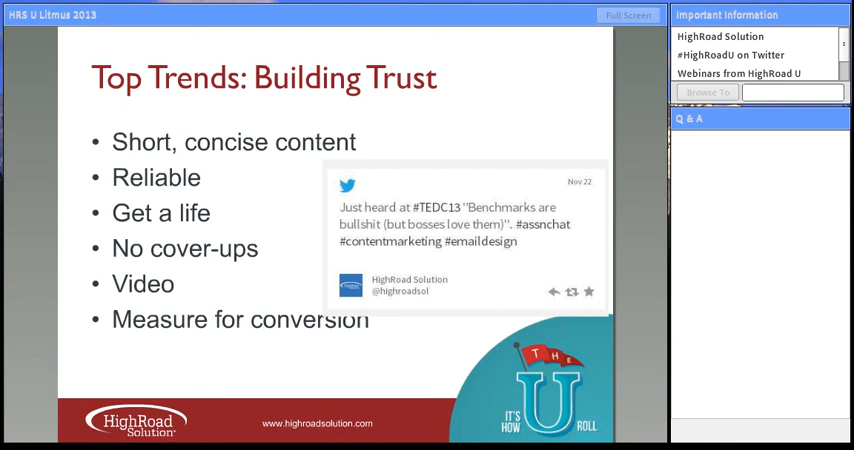 HRS U Litmus 2013
Full Screen
Top Trends: Building Trust
• Short, concise content
• Reliable
• Get a life
• No cover-ups
• Video
• Measure for conversion
Nov 22
Just heard at #TEDC13 "Benchmarks are
bullshit (but bosses love them)". #assnchat
#contentmarketing #emaildesign
HighRoad Solution
@highroadsol
HighRoad
Solution
www.highroadsolution.com
THE
U
IT'S
HOW
ROLL
Important Information
HighRoad Solution
#HighRoadU on Twitter
Webinars from HighRoad U
Browse To
Q & A